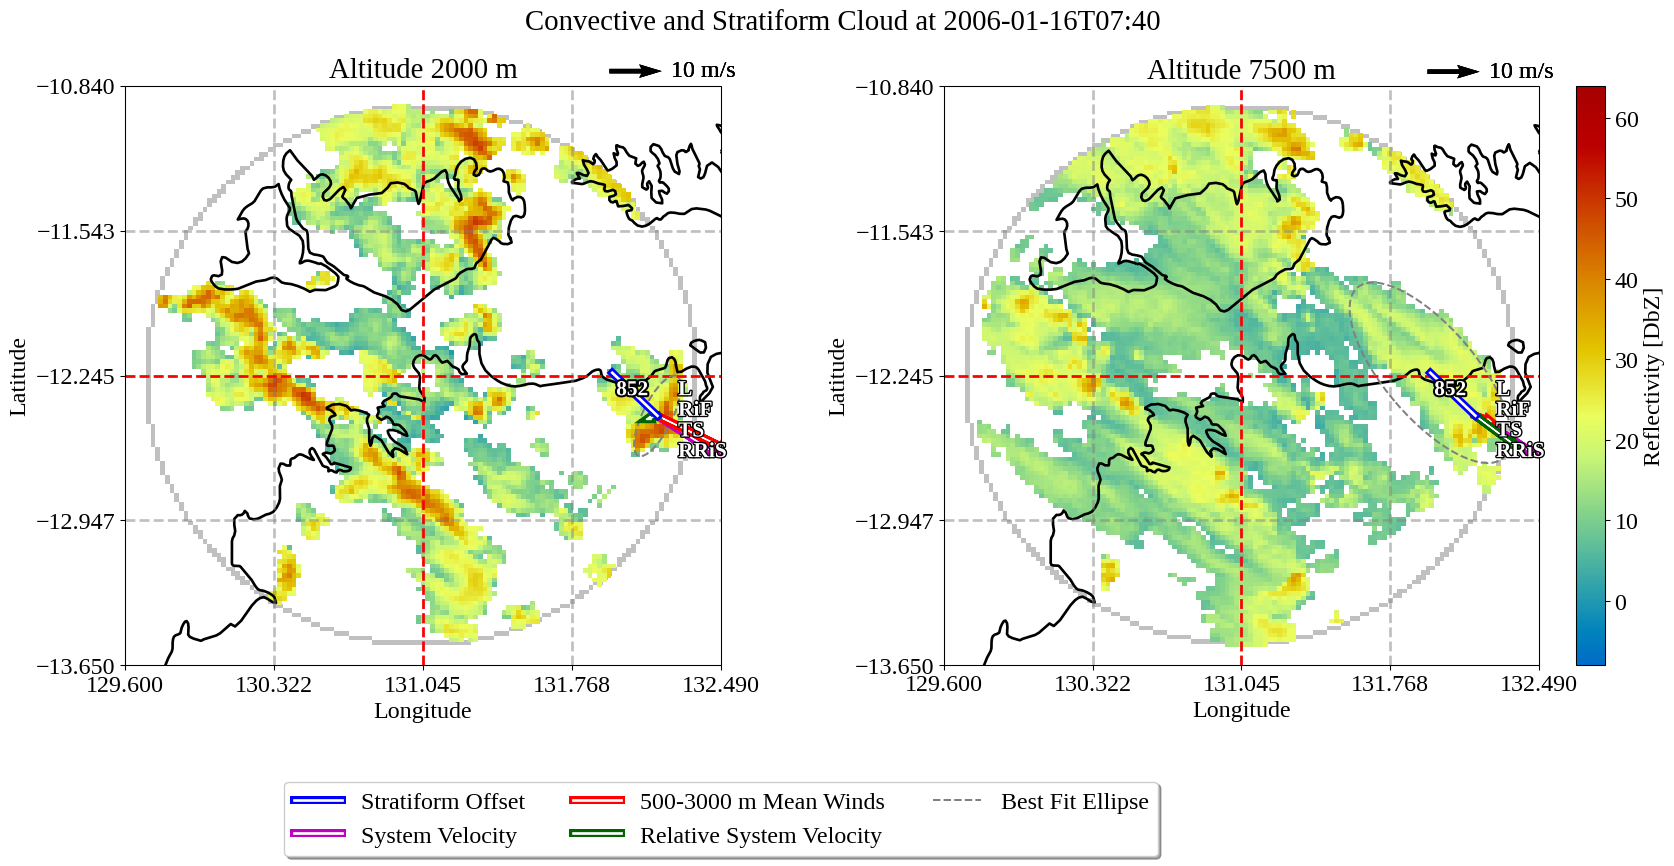 Convective and Stratiform Cloud at 2006-01-16T07:40
Altitude 2000 m
10 m/s
Altitude 7500 m
10 m/s
−10.840
−11.543
−12.245
−12.947
−13.650
Latitude
129.600
130.322
131.045
131.768
132.490
Longitude
852
L
RiF
TS
RRiS
−10.840
−11.543
−12.245
−12.947
−13.650
Latitude
129.600
130.322
131.045
131.768
132.490
Longitude
852
L
RiF
TS
RRiS
60
50
40
30
20
10
0
Reflectivity [DbZ]
Stratiform Offset
System Velocity
500-3000 m Mean Winds
Relative System Velocity
Best Fit Ellipse